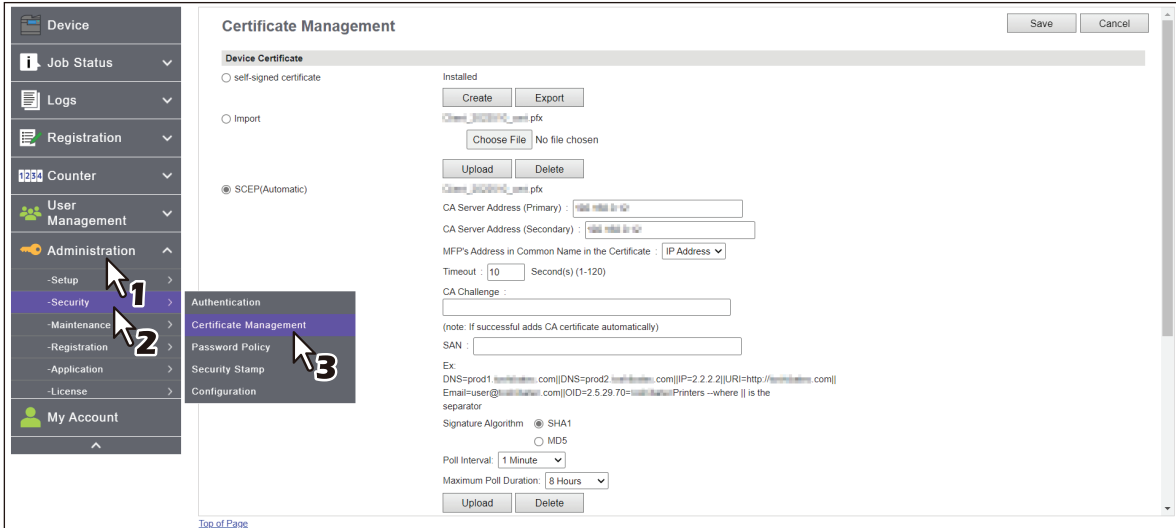 Device
Job Status
Logs
Registration
1234 Counter
User
Management
Administration
-Setup
-Security
-Maintenance
-Registration
-Application
-License
My Account
1
2
3
Authentication
Certificate Management
Password Policy
Security Stamp
Configuration
Certificate Management
Save Cancel
Device Certificate
self-signed certificate Installed
Create Export
Import .pfx
Choose File No file chosen
Upload Delete
SCEP(Automatic) .pfx
CA Server Address (Primary) :
CA Server Address (Secondary) :
MFP's Address in Common Name in the Certificate : IP Address
Timeout : 10 Second(s) (1-120)
CA Challenge :
(note: If successful adds CA certificate automatically)
SAN :
Ex:
DNS=prod1. .com||DNS=prod2. .com||IP=2.2.2.2||URI=http:// .com||
Email=user@ .com||OID=2.5.29.70= Printers --where || is the
separator
Signature Algorithm SHA1
MD5
Poll Interval: 1 Minute
Maximum Poll Duration: 8 Hours
Upload Delete
Top of Page